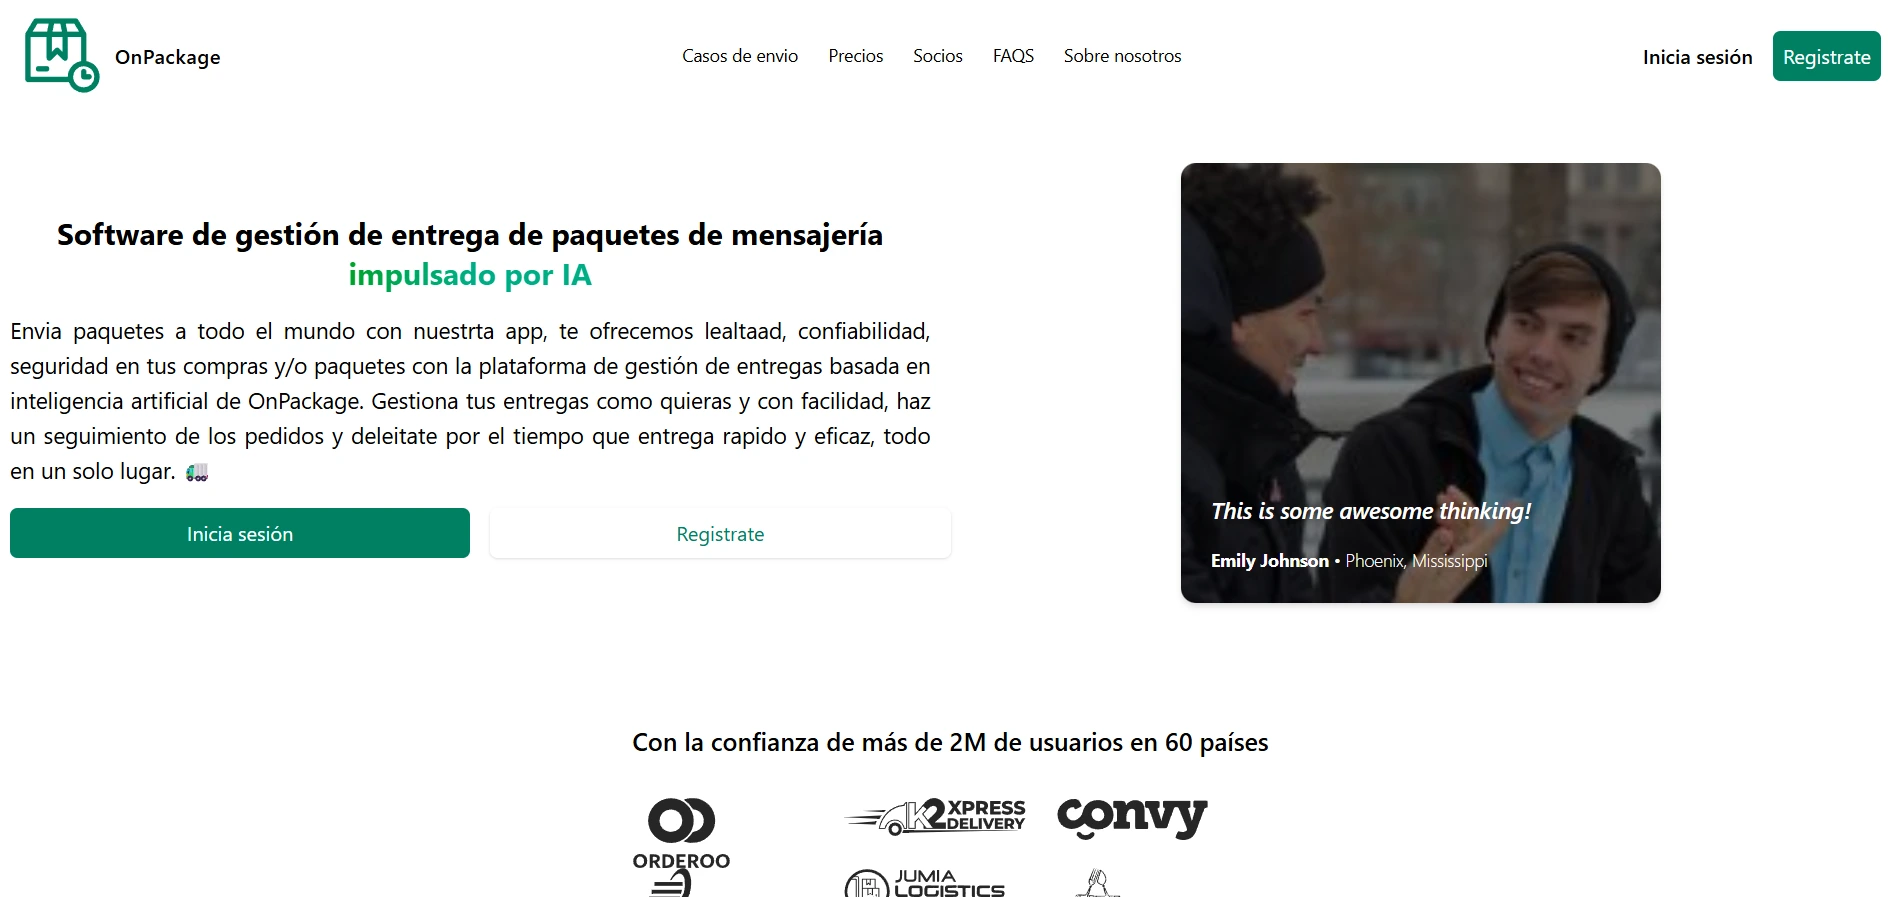 OnPackage
Casos de envio
Precios
Socios
FAQS
Sobre nosotros
Inicia sesión
Registrate
Software de gestión de entrega de paquetes de mensajería
impulsado por IA
Envia paquetes a todo el mundo con nuestrta app, te ofrecemos lealtaad, confiabilidad,
seguridad en tus compras y/o paquetes con la plataforma de gestión de entregas basada en
inteligencia artificial de OnPackage. Gestiona tus entregas como quieras y con facilidad, haz
un seguimiento de los pedidos y deleitate por el tiempo que entrega rapido y eficaz, todo
en un solo lugar. 🚛
Inicia sesión
Registrate
This is some awesome thinking!
Emily Johnson • Phoenix, Mississippi
Con la confianza de más de 2M de usuarios en 60 países
ORDEROO
K2 XPRESS
DELIVERY
convy
JUMIA
LOGISTICS